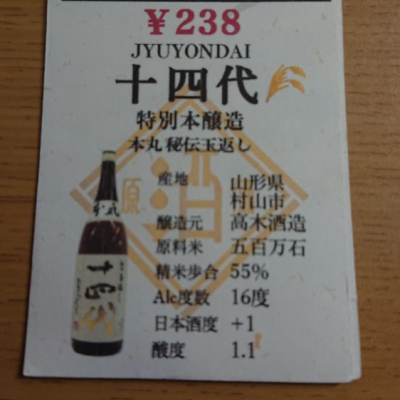 ¥238
JYUYONDAI
十四代
特別本醸造
本丸 秘伝玉返し
産地 山形県
村山市
醸造元 高木酒造
原料米 五百万石
精米歩合 55%
Alc度数 16度
日本酒度 +1
酸度 1.1
十四代